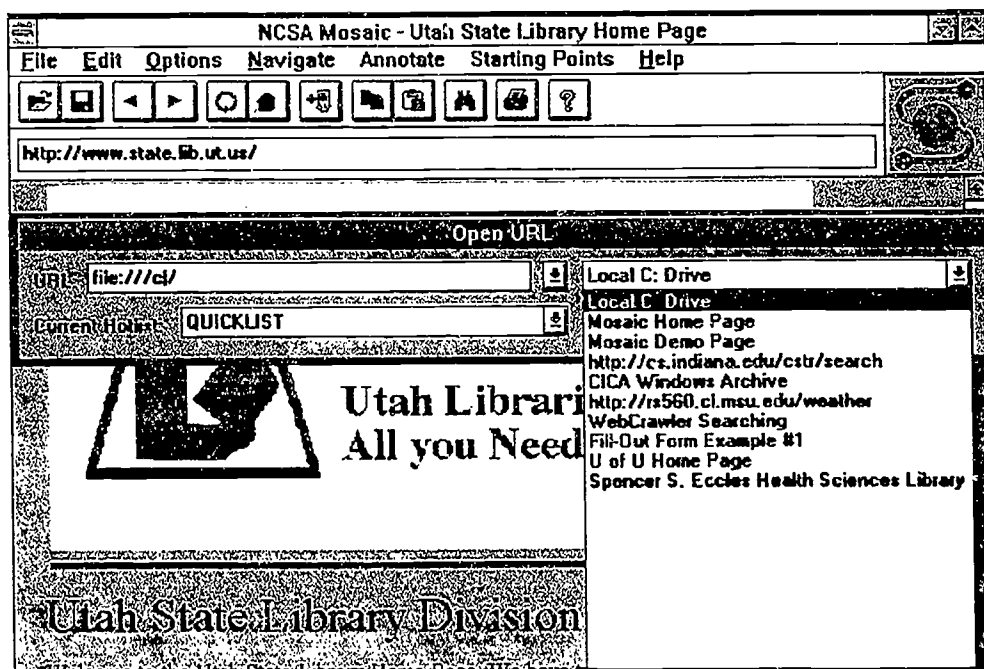 NCSA Mosaic - Utah State Library Home Page
File Edit Options Navigate Annotate Starting Points Help
http://www.state.lib.ut.us/
Open URL
URL: file:///c|/
Local C: Drive
Current Hotlist: QUICKLIST
Local C: Drive
Mosaic Home Page
Mosaic Demo Page
http://cs.indiana.edu/cstr/search
CICA Windows Archive
http://rs560.cl.msu.edu/weather
WebCrawler Searching
Fill-Out Form Example #1
U of U Home Page
Spencer S. Eccles Health Sciences Library
Utah Librari
All you Need
Utah State Library Division